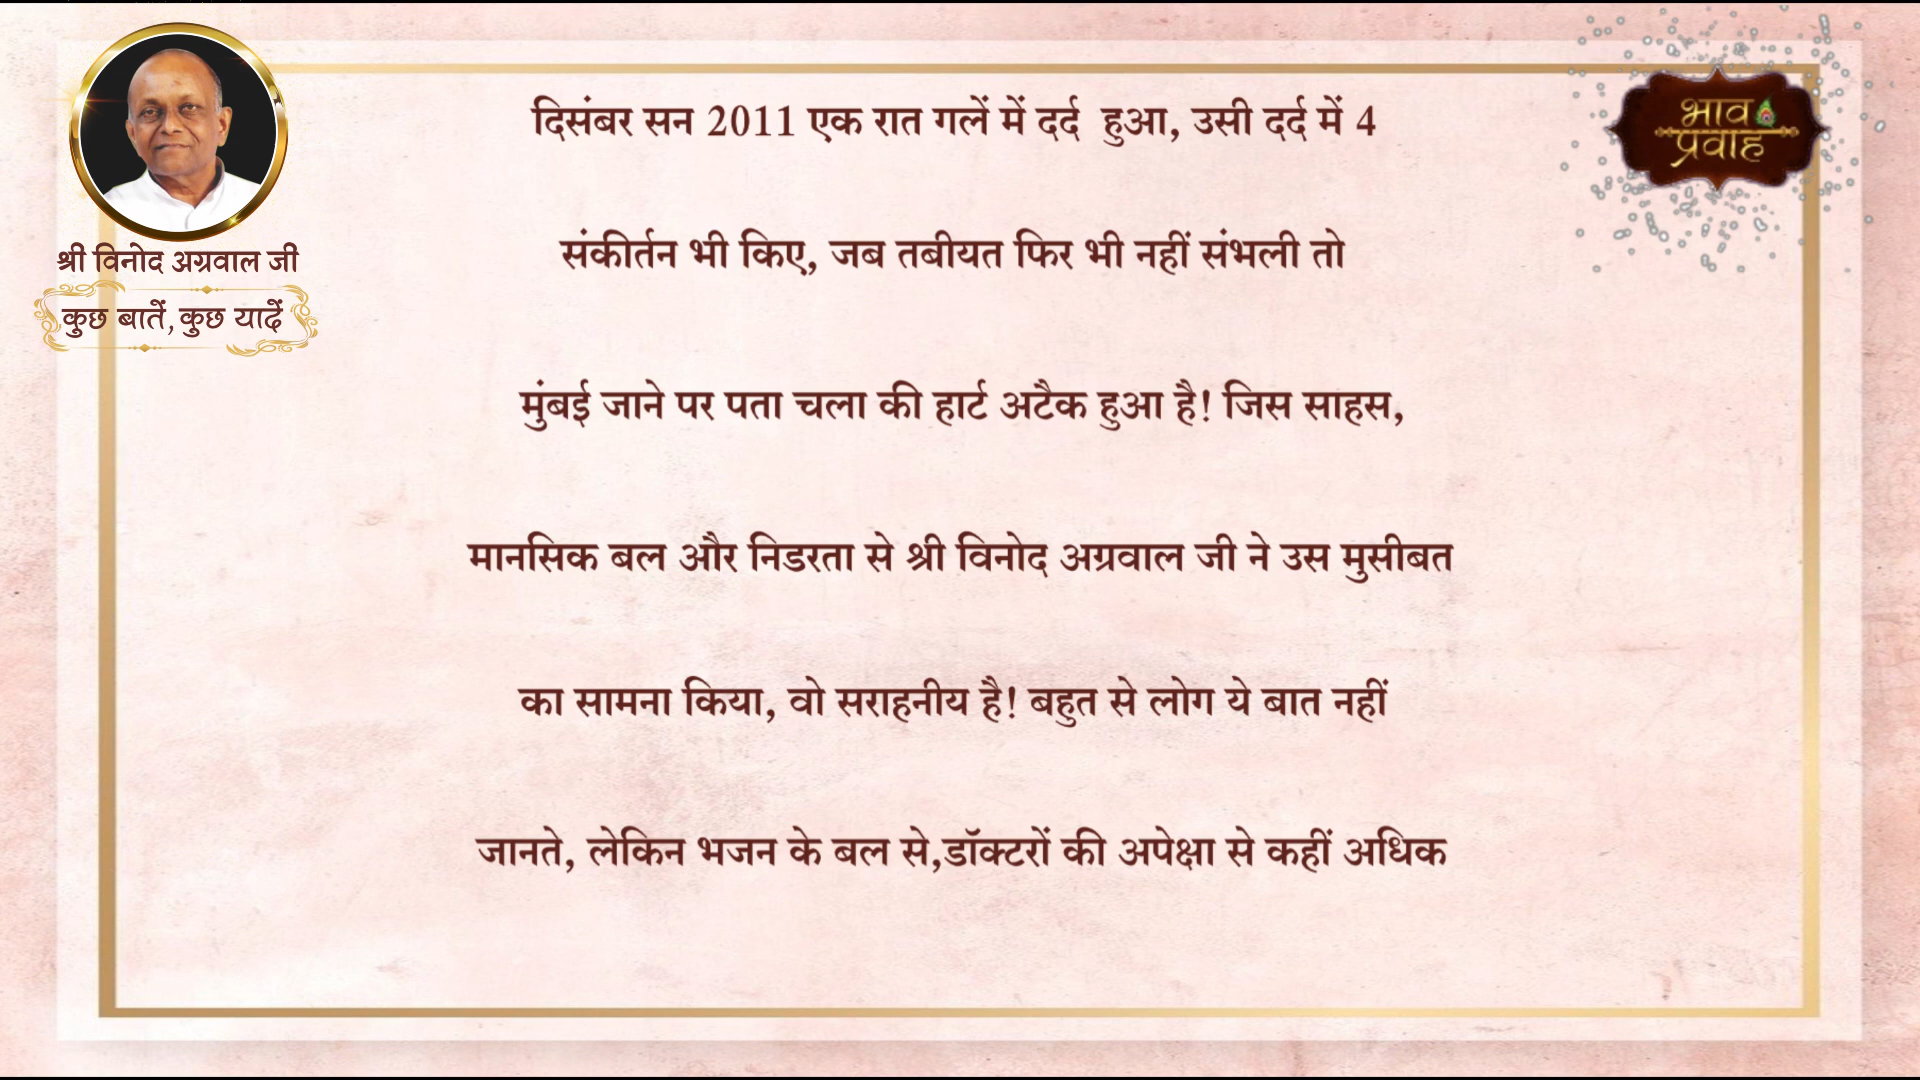 श्री विनोद अग्रवाल जी
कुछ बातें, कुछ यादें
भाव
प्रवाह
दिसंबर सन 2011 एक रात गलें में दर्द हुआ, उसी दर्द में 4
संकीर्तन भी किए, जब तबीयत फिर भी नहीं संभली तो
मुंबई जाने पर पता चला की हार्ट अटैक हुआ है! जिस साहस,
मानसिक बल और निडरता से श्री विनोद अग्रवाल जी ने उस मुसीबत
का सामना किया, वो सराहनीय है! बहुत से लोग ये बात नहीं
जानते, लेकिन भजन के बल से,डॉक्टरों की अपेक्षा से कहीं अधिक